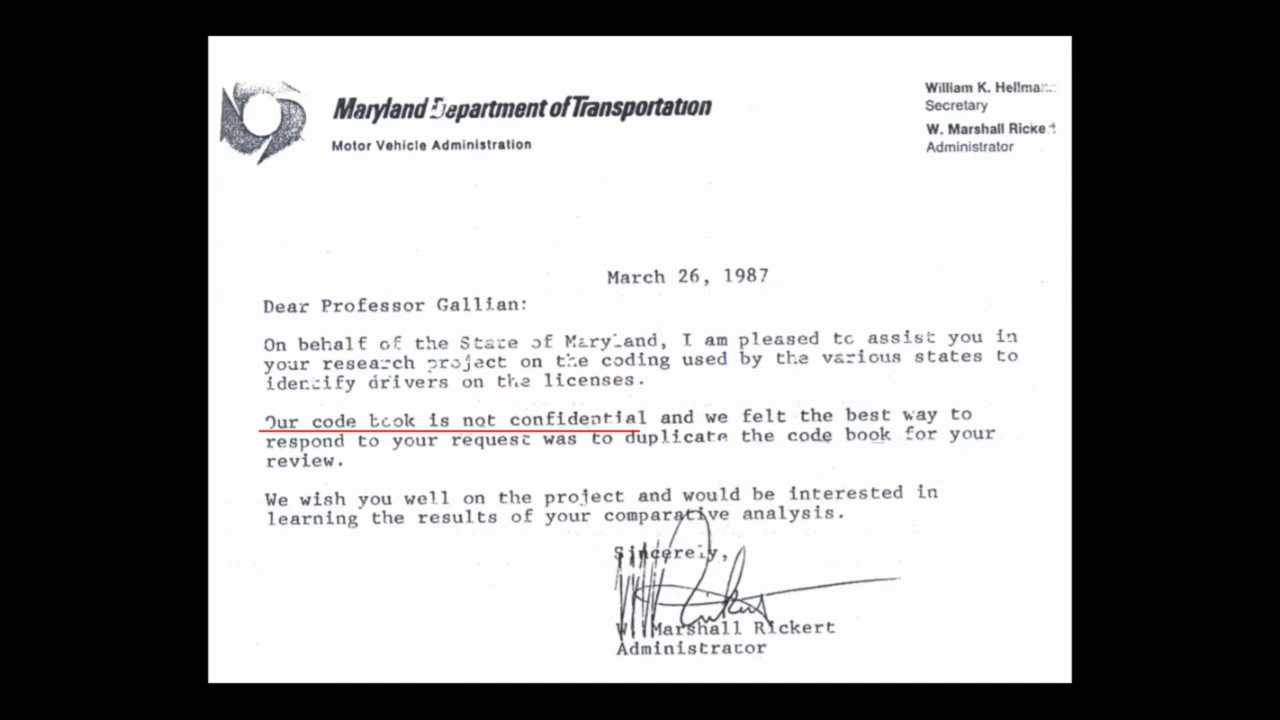 Maryland Department of Transportation
Motor Vehicle Administration
William K. Hellma
Secretary
W. Marshall Rickert
Administrator
March 26, 1987
Dear Professor Gallian:
On behalf of the State of Maryland, I am pleased to assist you in
your research project on the coding used by the various states to
identify drivers on the licenses.
Our code book is not confidential and we felt the best way to
respond to your request was to duplicate the code book for your
review.
We wish you well on the project and would be interested in
learning the results of your comparative analysis.
Sincerely,
W. Marshall Rickert
Administrator